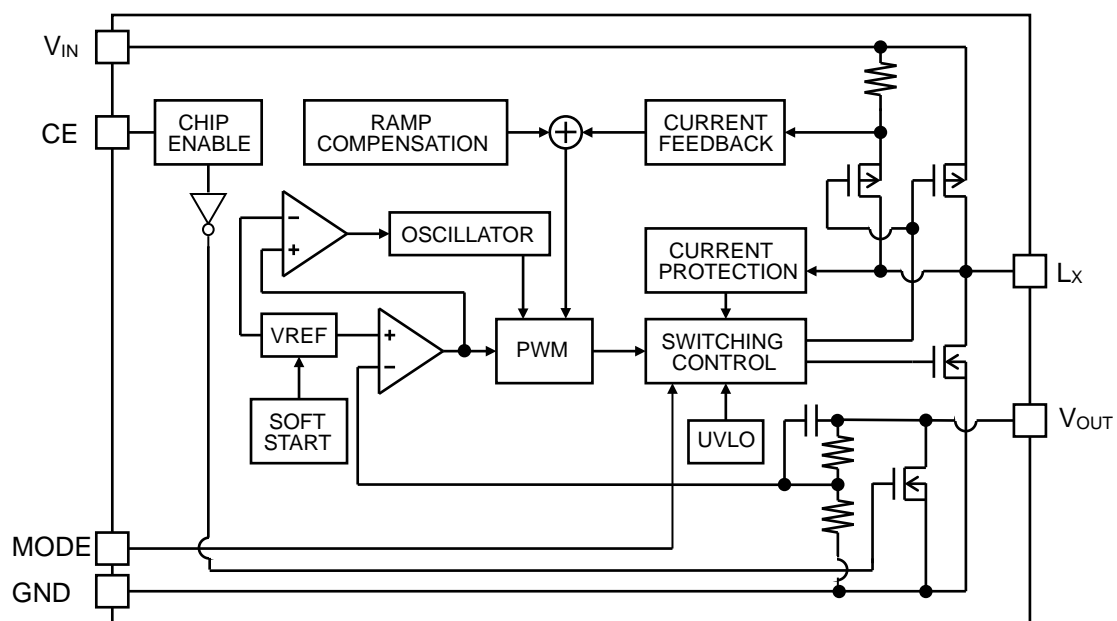 VIN
CE
CHIP
ENABLE
RAMP
COMPENSATION
+
CURRENT
FEEDBACK
−
+
OSCILLATOR
CURRENT
PROTECTION
LX
VREF
+
−
PWM
SWITCHING
CONTROL
SOFT
START
UVLO
VOUT
MODE
GND